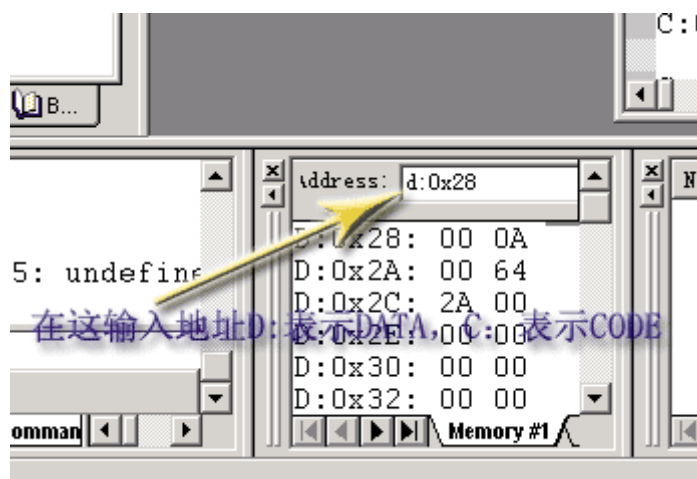 C:
B...
Address: d:0x28
N
D:0x28: 00 0A
5: undefine
D:0x2A: 00 64
D:0x2C: 2A 00
在这输入地址D:表示DATA，C: 表示CODE
D:0x2E: 00 00
D:0x30: 00 00
D:0x32: 00 00
omman
Memory #1